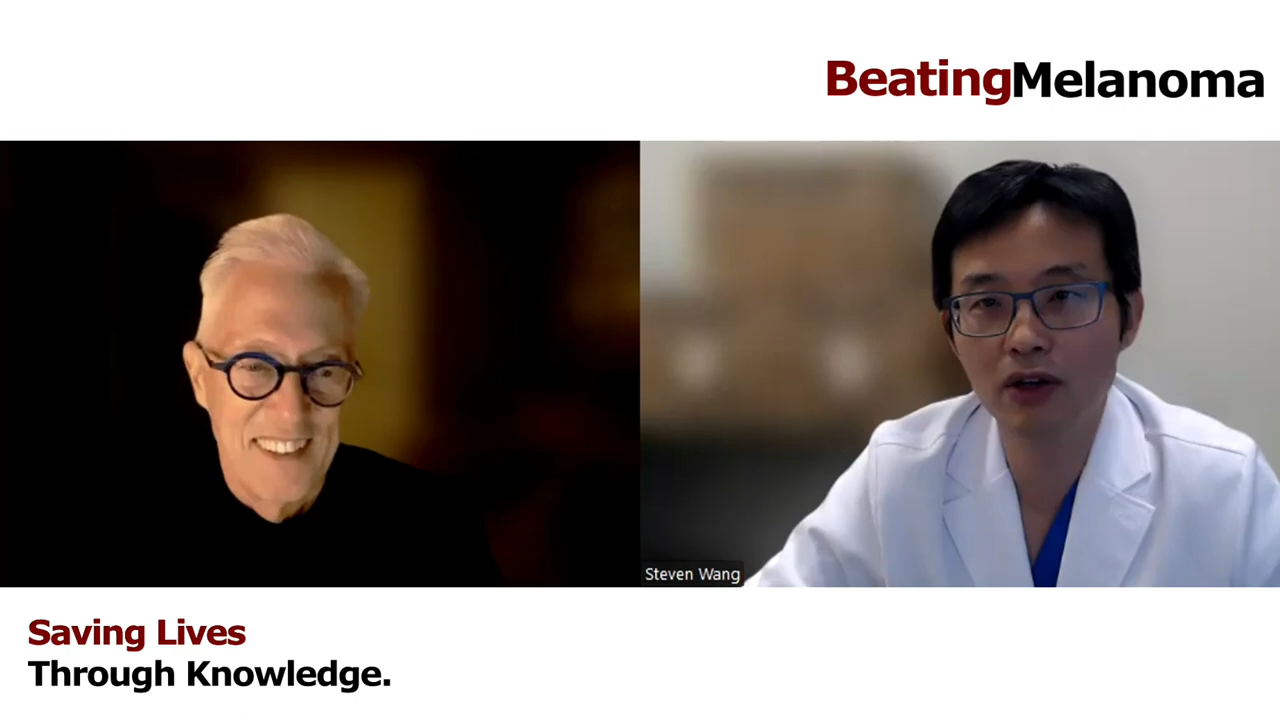 BeatingMelanoma
Steven Wang
Saving Lives
Through Knowledge.